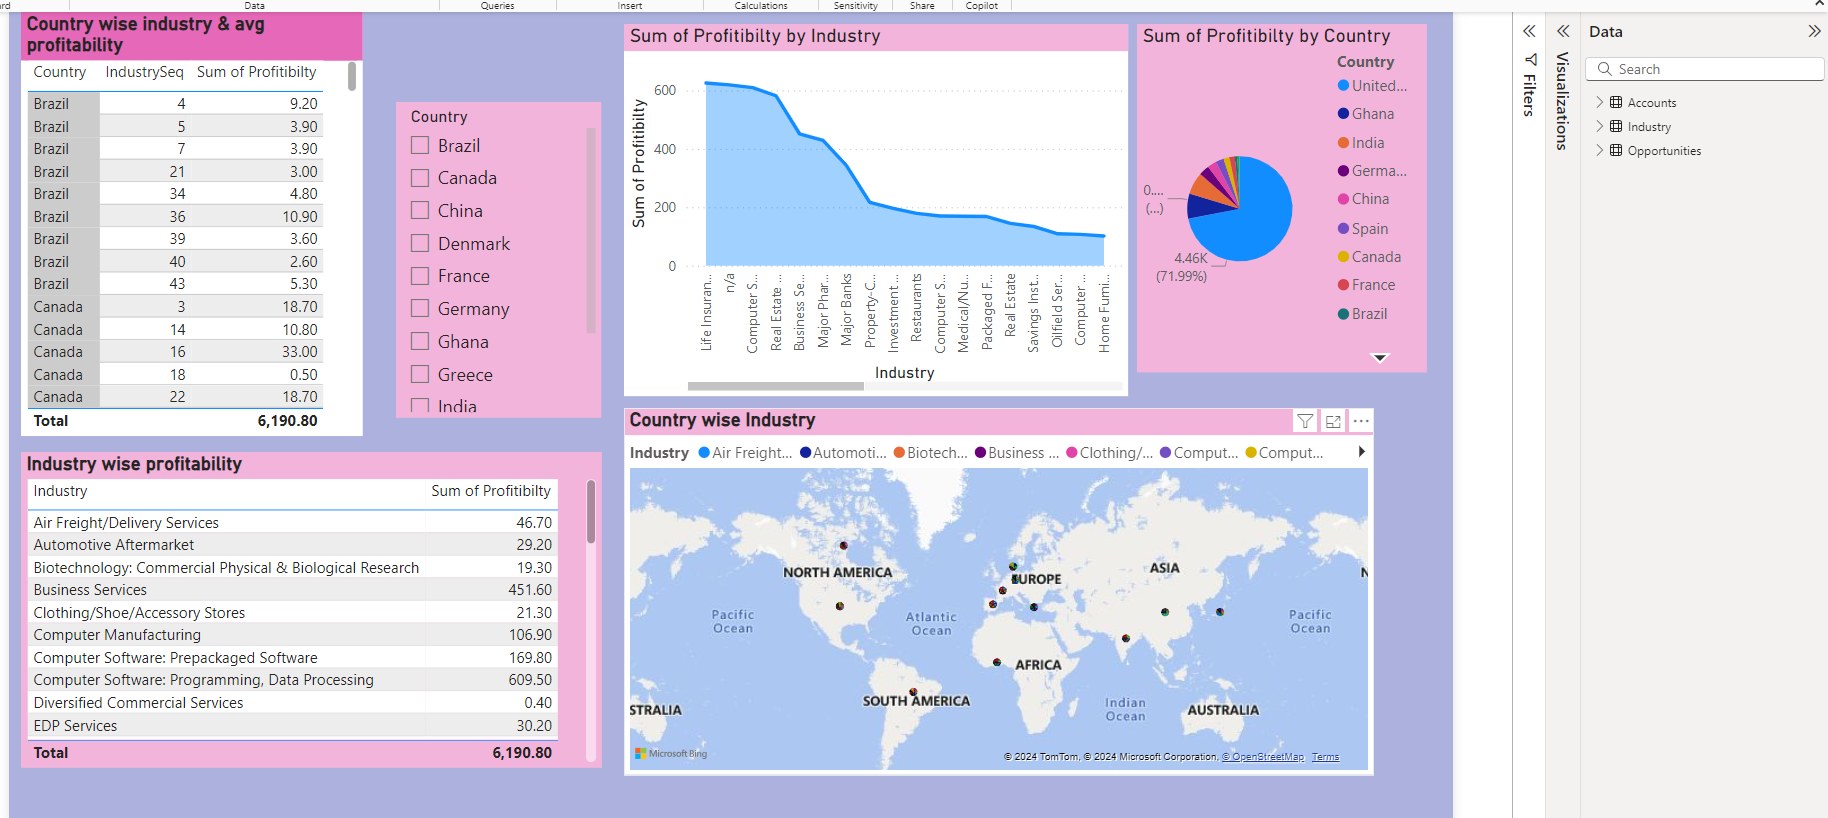 Data
Queries
Insert
Calculations
Sensitivity
Share
Copilot
Country wise industry & avg
profitability
Country IndustrySeq Sum of Profitibilty
Brazil 4 9.20
Brazil 5 3.90
Brazil 7 3.90
Brazil 21 3.00
Brazil 34 4.80
Brazil 36 10.90
Brazil 39 3.60
Brazil 40 2.60
Brazil 43 5.30
Canada 3 18.70
Canada 14 10.80
Canada 16 33.00
Canada 18 0.50
Canada 22 18.70
Total 6,190.80
Country
Brazil
Canada
China
Denmark
France
Germany
Ghana
Greece
India
Industry wise profitability
Industry Sum of Profitibilty
Air Freight/Delivery Services 46.70
Automotive Aftermarket 29.20
Biotechnology: Commercial Physical & Biological Research 19.30
Business Services 451.60
Clothing/Shoe/Accessory Stores 21.30
Computer Manufacturing 106.90
Computer Software: Prepackaged Software 169.80
Computer Software: Programming, Data Processing 609.50
Diversified Commercial Services 0.40
EDP Services 30.20
Total 6,190.80
Sum of Profitibilty by Industry
Sum of Profitibilty
600
400
200
0
Life Insuran...
n/a
Computer S...
Real Estate ...
Business Se...
Major Phar...
Major Banks
Property-C...
Investment...
Restaurants
Computer S...
Medical/Nu...
Packaged F...
Real Estate
Savings Inst...
Oilfield Ser...
Computer ...
Home Furni...
Industry
Sum of Profitibilty by Country
0....
(...)
4.46K
(71.99%)
Country
United...
Ghana
India
Germa...
China
Spain
Canada
France
Brazil
Country wise Industry
Industry Air Freight... Automoti... Biotech... Business ... Clothing/... Comput... Comput...
NORTH AMERICA
EUROPE
ASIA
Pacific
Ocean
Atlantic
Ocean
Pacific
Ocean
AFRICA
SOUTH AMERICA
Indian
Ocean
STRALIA
AUSTRALIA
N
Microsoft Bing
© 2024 TomTom, © 2024 Microsoft Corporation, © OpenStreetMap Terms
Filters
Visualizations
Data
Search
Accounts
Industry
Opportunities